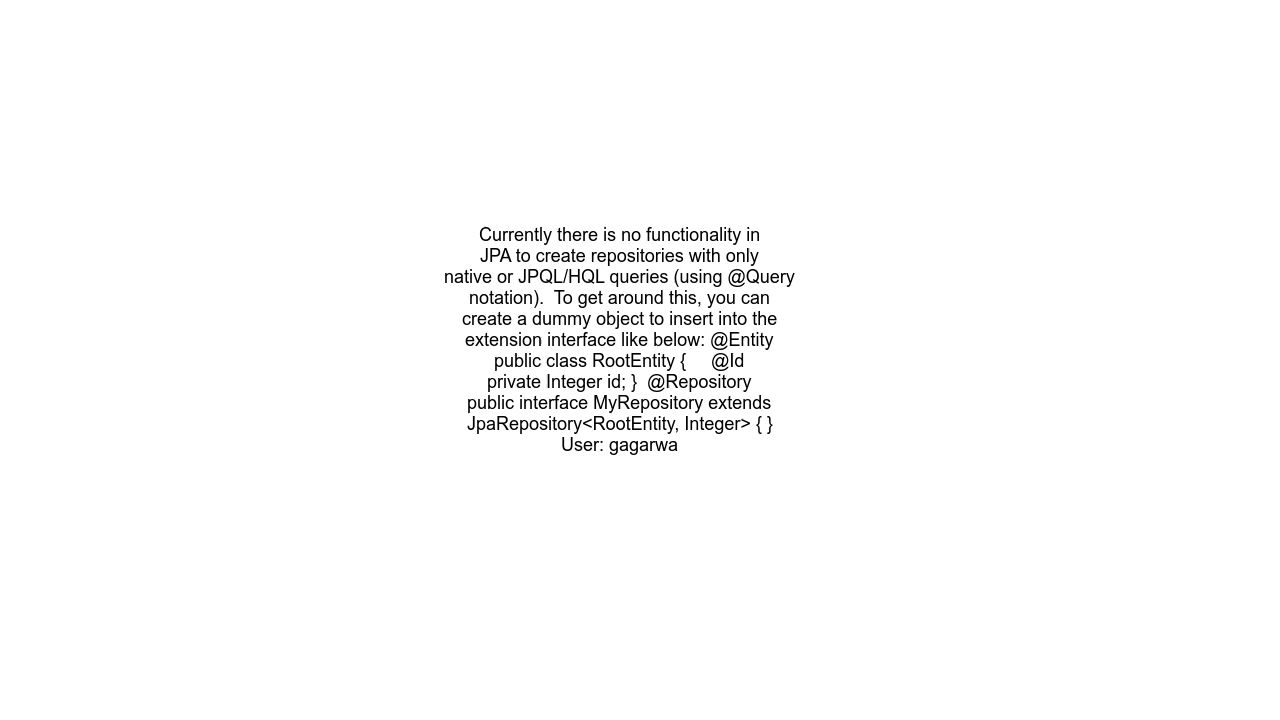 Currently there is no functionality in
JPA to create repositories with only
native or JPQL/HQL queries (using @Query
notation).  To get around this, you can
create a dummy object to insert into the
extension interface like below: @Entity
public class RootEntity {     @Id
private Integer id; }  @Repository
public interface MyRepository extends
JpaRepository<RootEntity, Integer> { }
User: gagarwa